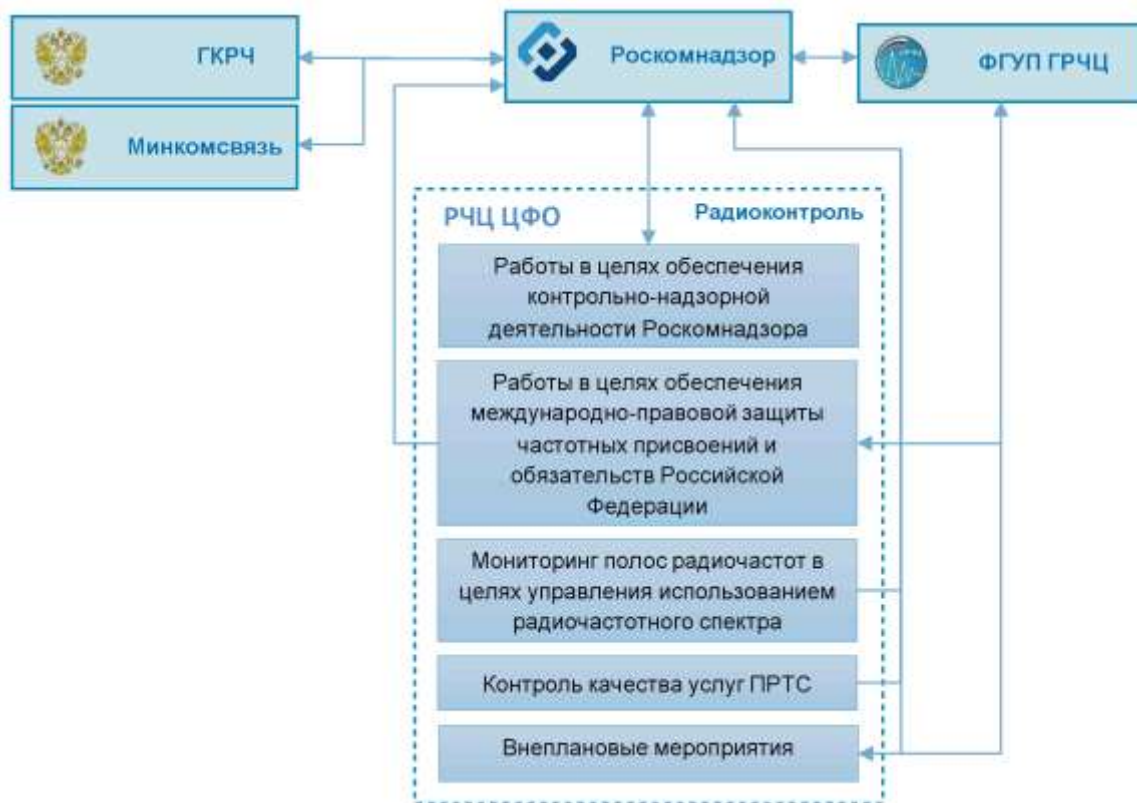 ГКРЧ
Роскомнадзор
ФГУП ГРЧЦ
Минкомсвязь
РЧЦ ЦФО
Радиоконтроль
Работы в целях обеспечения
контрольно-надзорной
деятельности Роскомнадзора
Работы в целях обеспечения
международно-правовой защиты
частотных присвоений и
обязательств Российской
Федерации
Мониторинг полос радиочастот в
целях управления использованием
радиочастотного спектра
Контроль качества услуг ПРТС
Внеплановые мероприятия